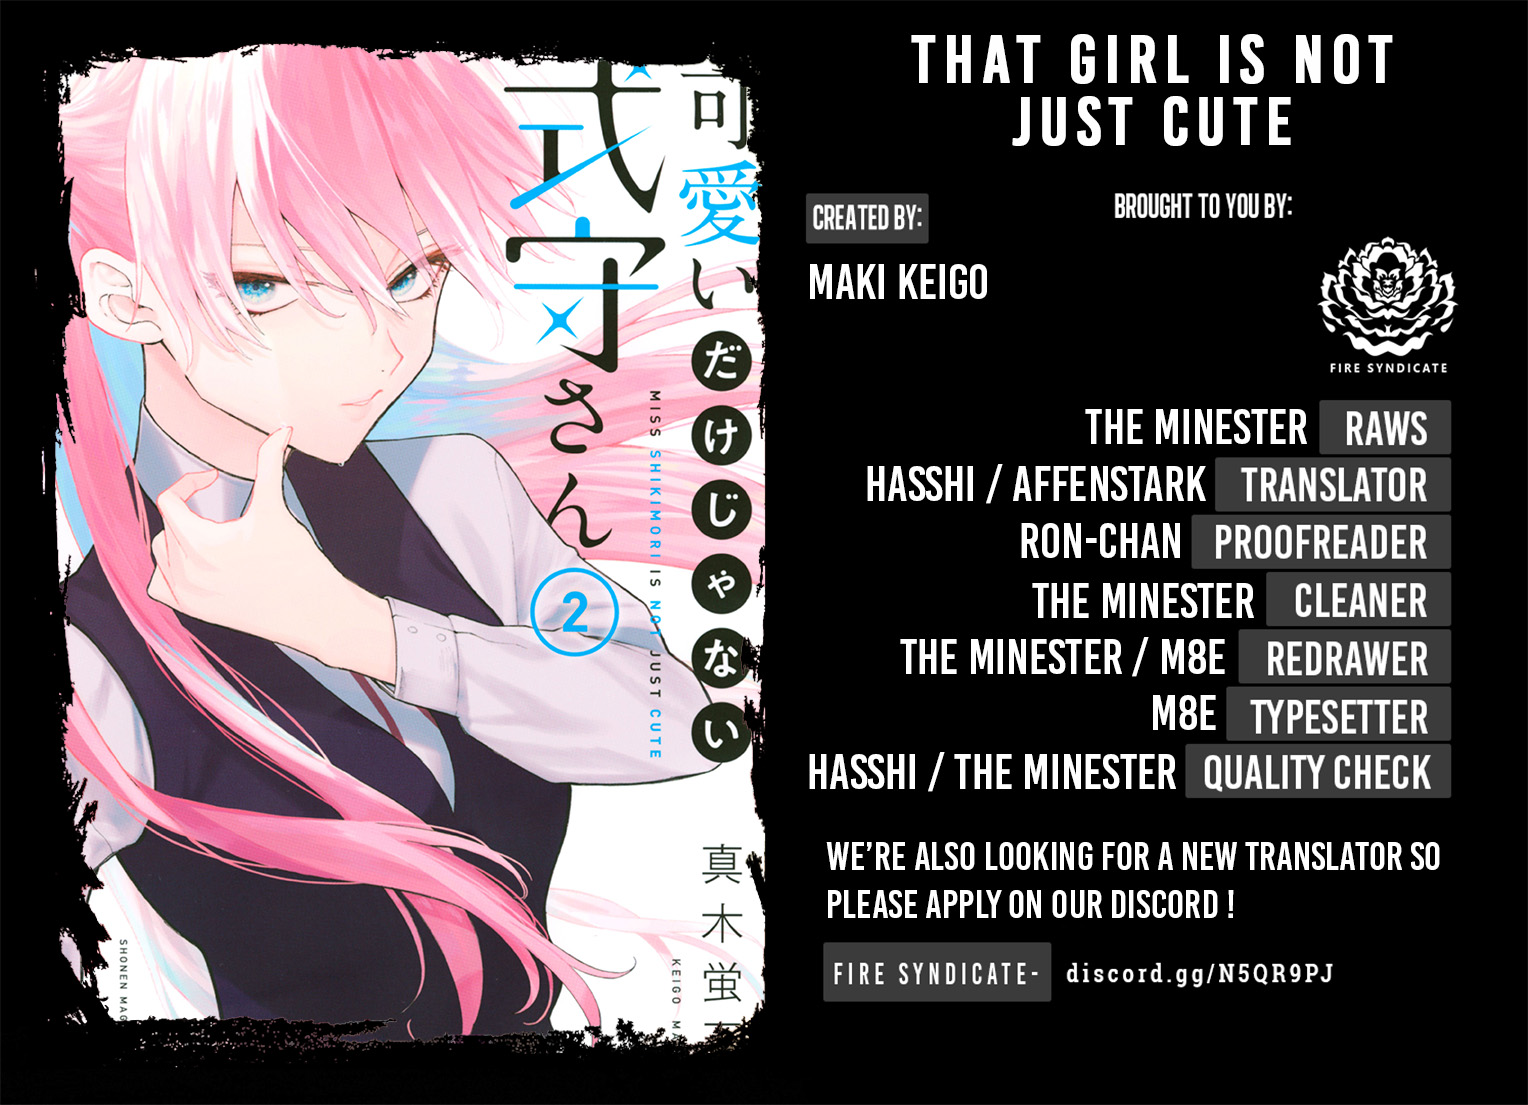 可愛いだけじゃない
式守さん
2
MISS SHIKIMORI IS NOT JUST CUTE
真木蛍
KEIGO MA
SHONEN MAG
THAT GIRL IS NOT
JUST CUTE
CREATED BY:
MAKI KEIGO
BROUGHT TO YOU BY:
FIRE SYNDICATE
THE MINESTER RAWS
HASSHI / AFFENSTARK TRANSLATOR
RON-CHAN PROOFREADER
THE MINESTER CLEANER
THE MINESTER / M8E REDRAWER
M8E TYPESETTER
HASSHI / THE MINESTER QUALITY CHECK
WE'RE ALSO LOOKING FOR A NEW TRANSLATOR SO
PLEASE APPLY ON OUR DISCORD !
FIRE SYNDICATE- discord.gg/N5QR9PJ